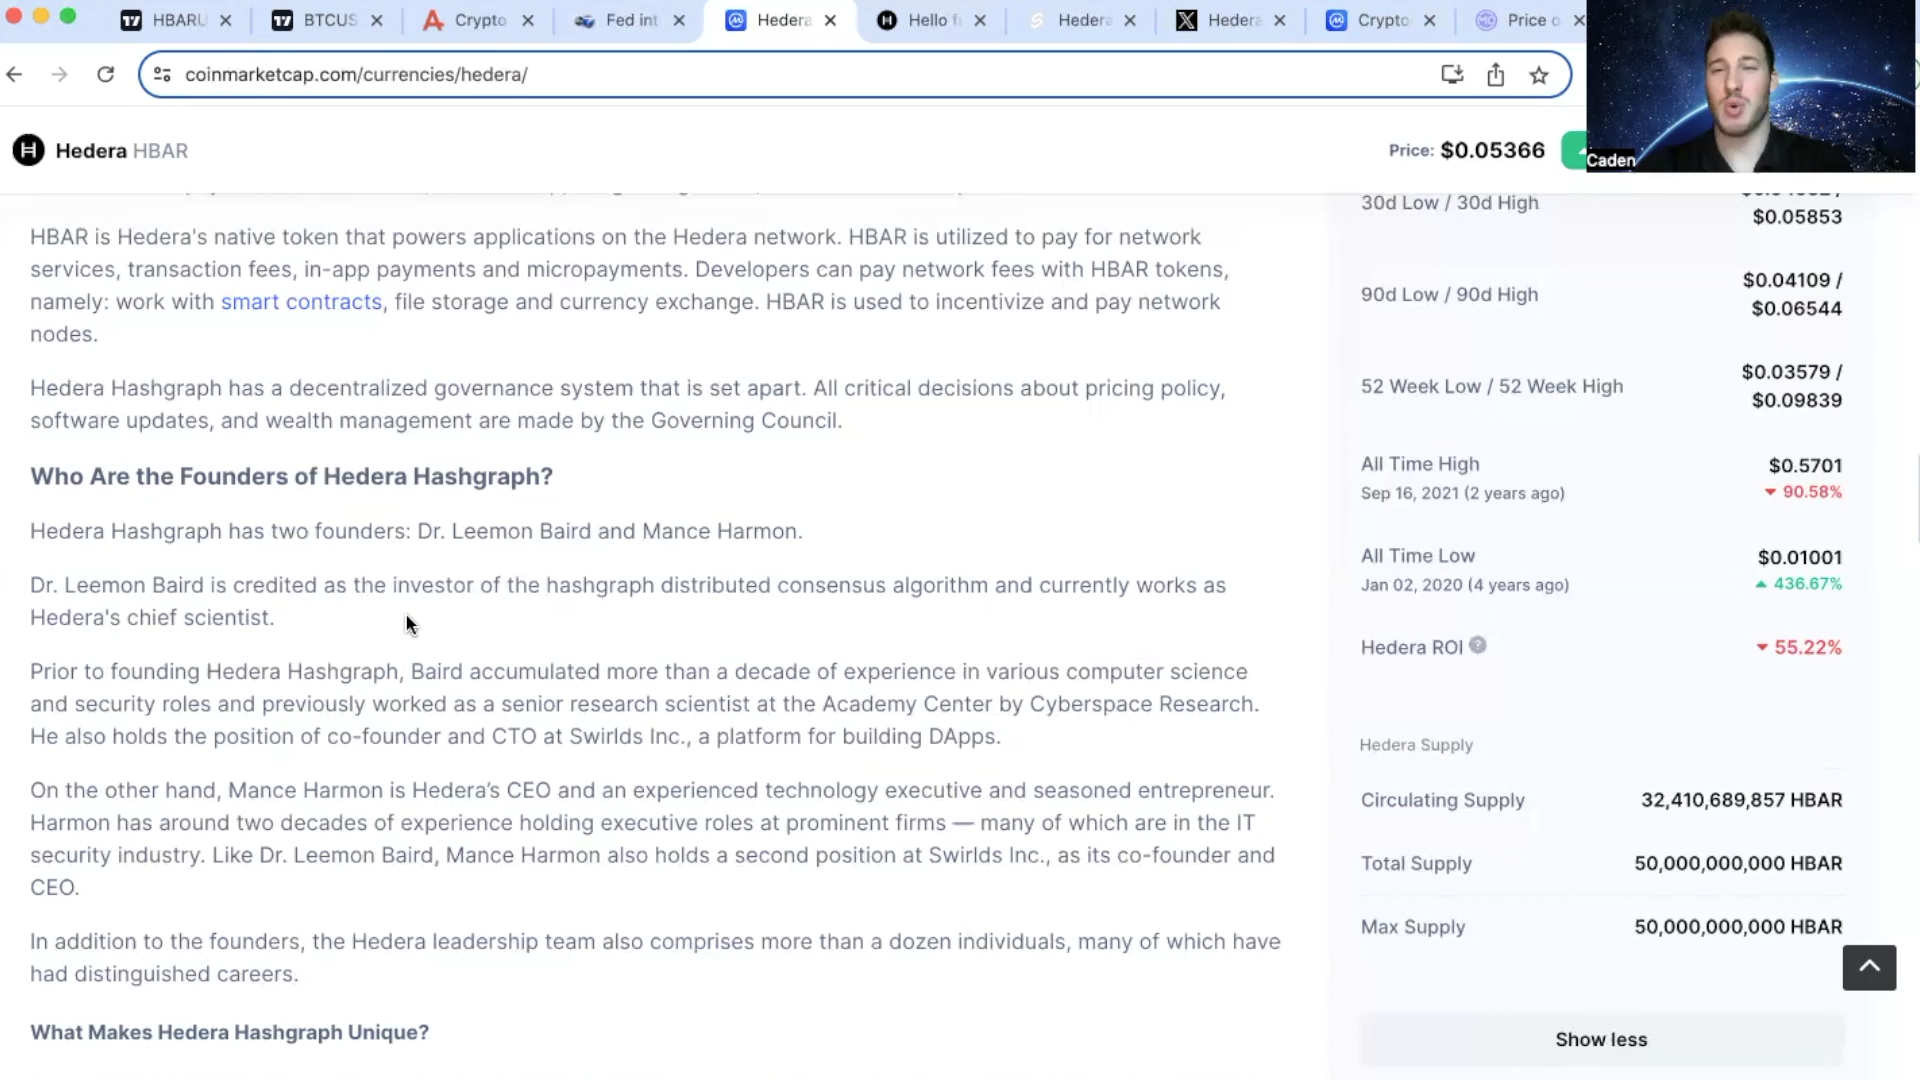 HBARU
BTCUS
Crypto
Fed int
Hedera
Hello f
Hedera
Hedera
Crypto
Price o
coinmarketcap.com/currencies/hedera/
Caden
Hedera HBAR
Price: $0.05366
HBAR is Hedera's native token that powers applications on the Hedera network. HBAR is utilized to pay for network
services, transaction fees, in-app payments and micropayments. Developers can pay network fees with HBAR tokens,
namely: work with smart contracts, file storage and currency exchange. HBAR is used to incentivize and pay network
nodes.
Hedera Hashgraph has a decentralized governance system that is set apart. All critical decisions about pricing policy,
software updates, and wealth management are made by the Governing Council.
Who Are the Founders of Hedera Hashgraph?
Hedera Hashgraph has two founders: Dr. Leemon Baird and Mance Harmon.
Dr. Leemon Baird is credited as the investor of the hashgraph distributed consensus algorithm and currently works as
Hedera's chief scientist.
Prior to founding Hedera Hashgraph, Baird accumulated more than a decade of experience in various computer science
and security roles and previously worked as a senior research scientist at the Academy Center by Cyberspace Research.
He also holds the position of co-founder and CTO at Swirlds Inc., a platform for building DApps.
On the other hand, Mance Harmon is Hedera’s CEO and an experienced technology executive and seasoned entrepreneur.
Harmon has around two decades of experience holding executive roles at prominent firms — many of which are in the IT
security industry. Like Dr. Leemon Baird, Mance Harmon also holds a second position at Swirlds Inc., as its co-founder and
CEO.
In addition to the founders, the Hedera leadership team also comprises more than a dozen individuals, many of which have
had distinguished careers.
What Makes Hedera Hashgraph Unique?
30d Low / 30d High
$0.05853
90d Low / 90d High
$0.04109 /
$0.06544
52 Week Low / 52 Week High
$0.03579 /
$0.09839
All Time High
$0.5701
Sep 16, 2021 (2 years ago)
90.58%
All Time Low
$0.01001
Jan 02, 2020 (4 years ago)
436.67%
Hedera ROI
55.22%
Hedera Supply
Circulating Supply
32,410,689,857 HBAR
Total Supply
50,000,000,000 HBAR
Max Supply
50,000,000,000 HBAR
Show less